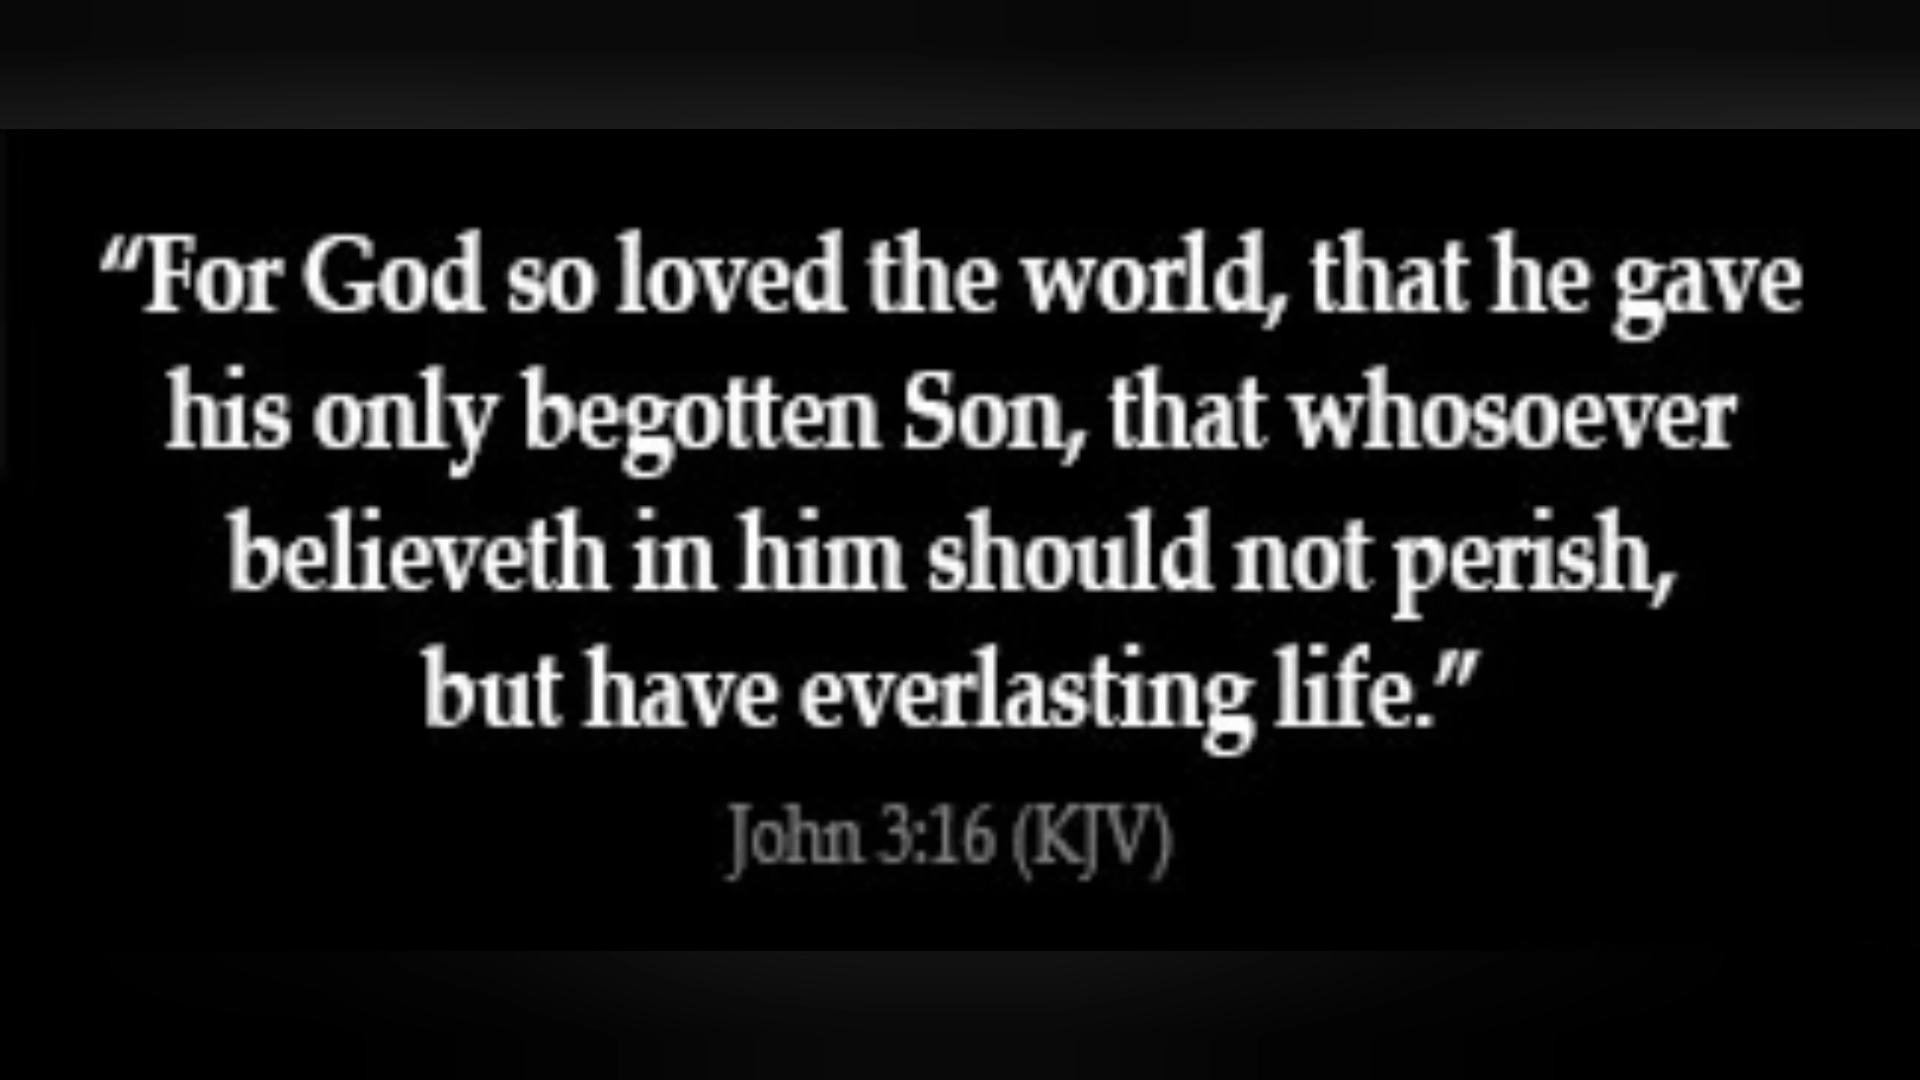 “For God so loved the world, that he gave
his only begotten Son, that whosoever
believeth in him should not perish,
but have everlasting life.”
John 3:16 (KJV)